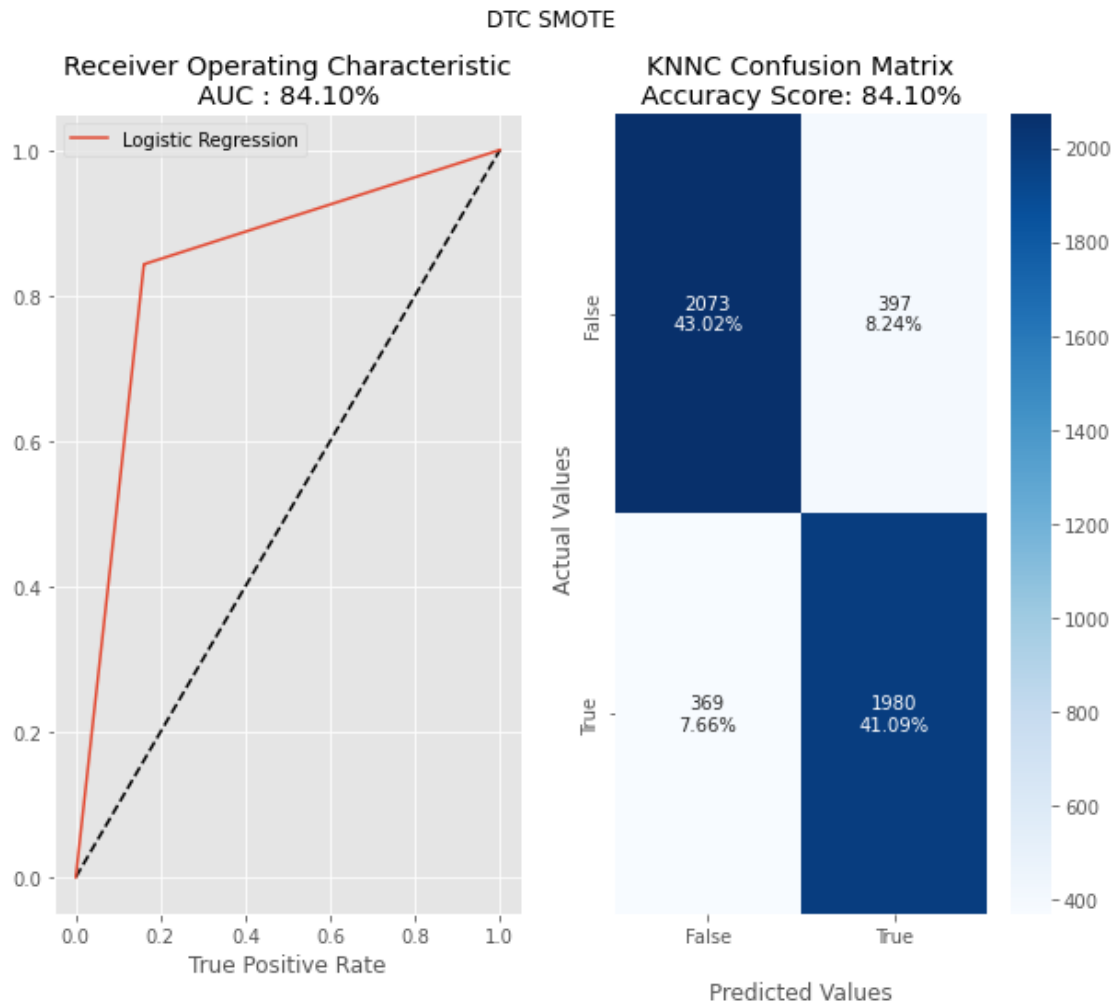 DTC SMOTE
Receiver Operating Characteristic
AUC : 84.10%
Logistic Regression
1.0
0.8
0.6
0.4
0.2
0.0
0.0 0.2 0.4 0.6 0.8 1.0
True Positive Rate
KNNC Confusion Matrix
Accuracy Score: 84.10%
Actual Values
False
True
2073
43.02%
397
8.24%
369
7.66%
1980
41.09%
False True
Predicted Values
2000
1800
1600
1400
1200
1000
800
600
400